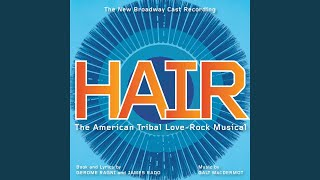 The New Broadway Cast Recording
HAIR
The American Tribal Love-Rock Musical
Book and Lyrics by
GEROME RAGNI and JAMES RADO
Music by
GALT MacDERMOT